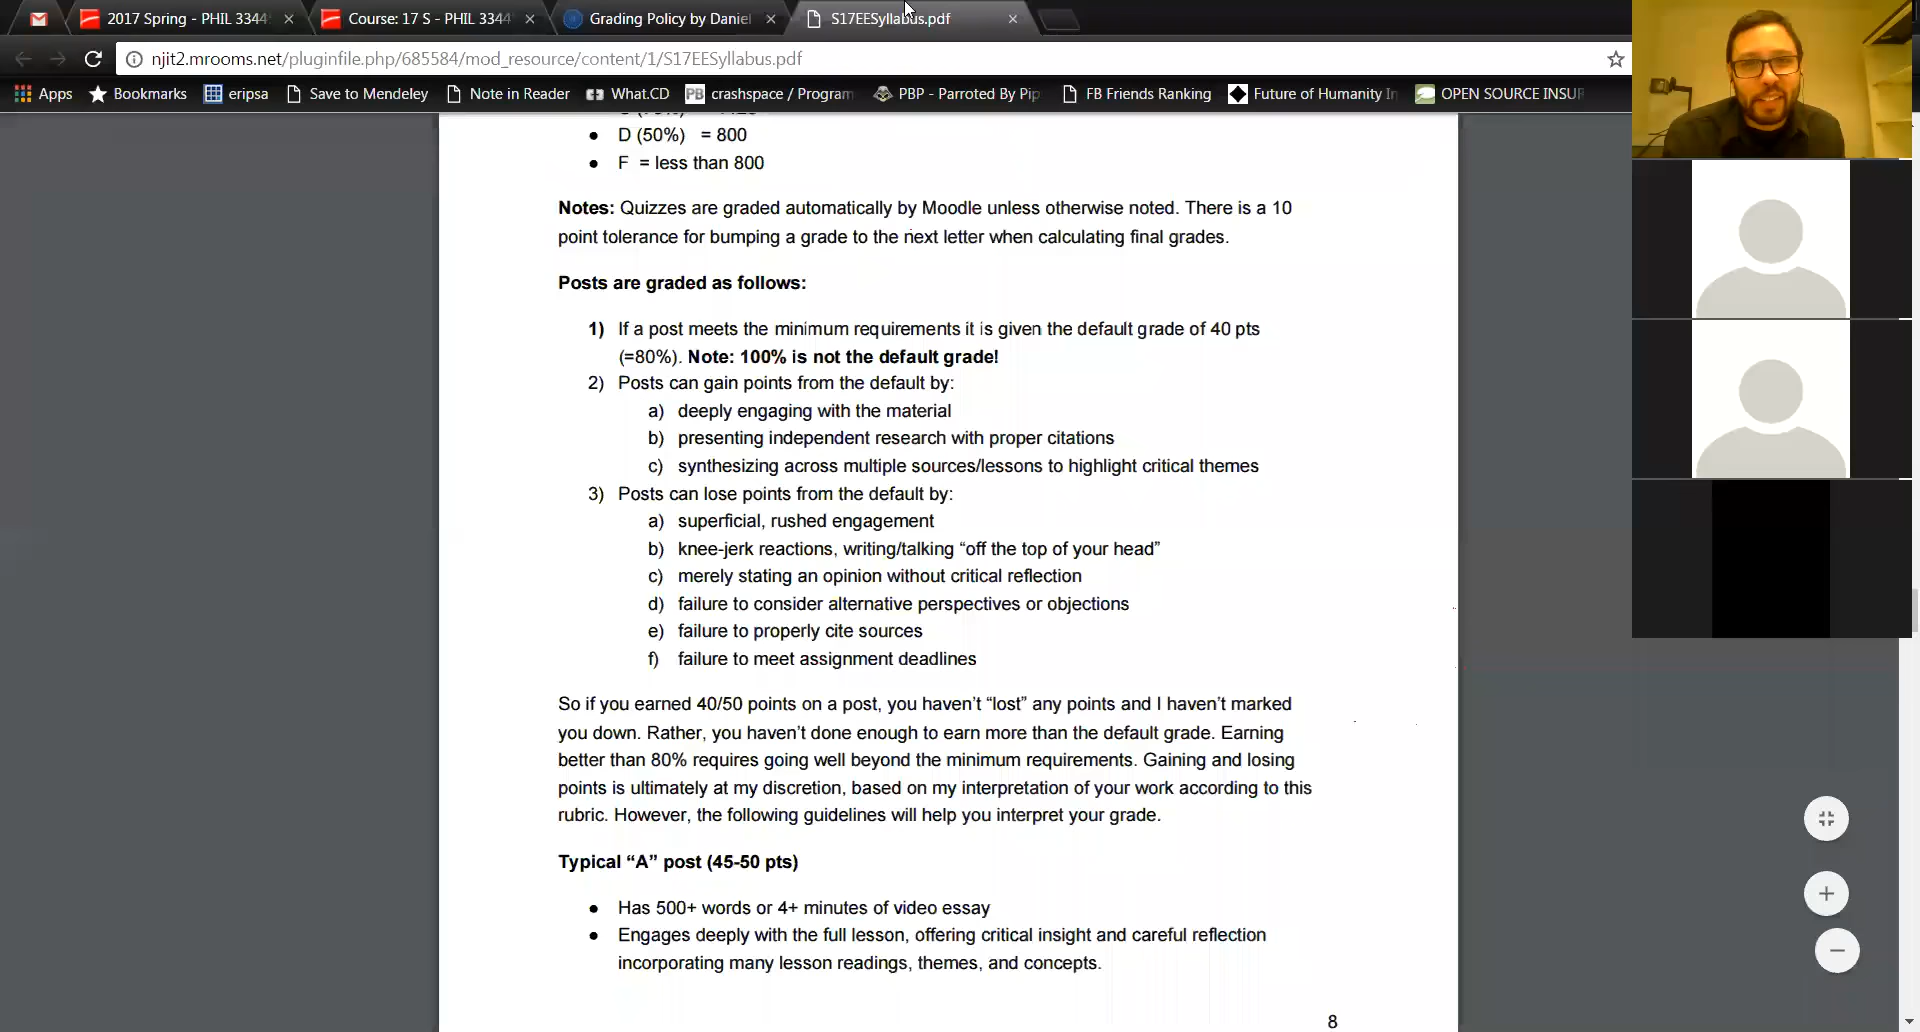 2017 Spring - PHIL 3344
Course: 17 S - PHIL 3344
Grading Policy by Daniel
S17EESyllabus.pdf
njit2.mrooms.net/pluginfile.php/685584/mod_resource/content/1/S17EESyllabus.pdf
Apps Bookmarks eripsa Save to Mendeley Note in Reader What.CD PB crashspace / Program PBP - Parroted By Pip FB Friends Ranking Future of Humanity In OPEN SOURCE INSUR
● D (50%) = 800
● F = less than 800
Notes: Quizzes are graded automatically by Moodle unless otherwise noted. There is a 10
point tolerance for bumping a grade to the next letter when calculating final grades.
Posts are graded as follows:
1) If a post meets the minimum requirements it is given the default grade of 40 pts
(=80%). Note: 100% is not the default grade!
2) Posts can gain points from the default by:
a) deeply engaging with the material
b) presenting independent research with proper citations
c) synthesizing across multiple sources/lessons to highlight critical themes
3) Posts can lose points from the default by:
a) superficial, rushed engagement
b) knee-jerk reactions, writing/talking “off the top of your head”
c) merely stating an opinion without critical reflection
d) failure to consider alternative perspectives or objections
e) failure to properly cite sources
f) failure to meet assignment deadlines
So if you earned 40/50 points on a post, you haven’t “lost” any points and I haven’t marked
you down. Rather, you haven’t done enough to earn more than the default grade. Earning
better than 80% requires going well beyond the minimum requirements. Gaining and losing
points is ultimately at my discretion, based on my interpretation of your work according to this
rubric. However, the following guidelines will help you interpret your grade.
Typical “A” post (45-50 pts)
● Has 500+ words or 4+ minutes of video essay
● Engages deeply with the full lesson, offering critical insight and careful reflection
incorporating many lesson readings, themes, and concepts.
8